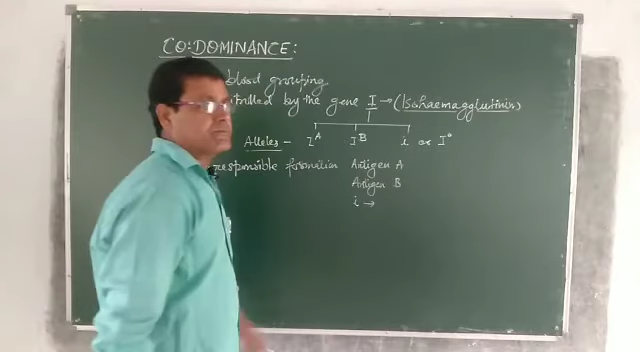 CO:DOMINANCE:
blood grouping
trolled by the gene I → (Isohaemagglutinin)
Alleles – I^A I^B i or I°
responsible formation Antigen A
Antigen B
i →